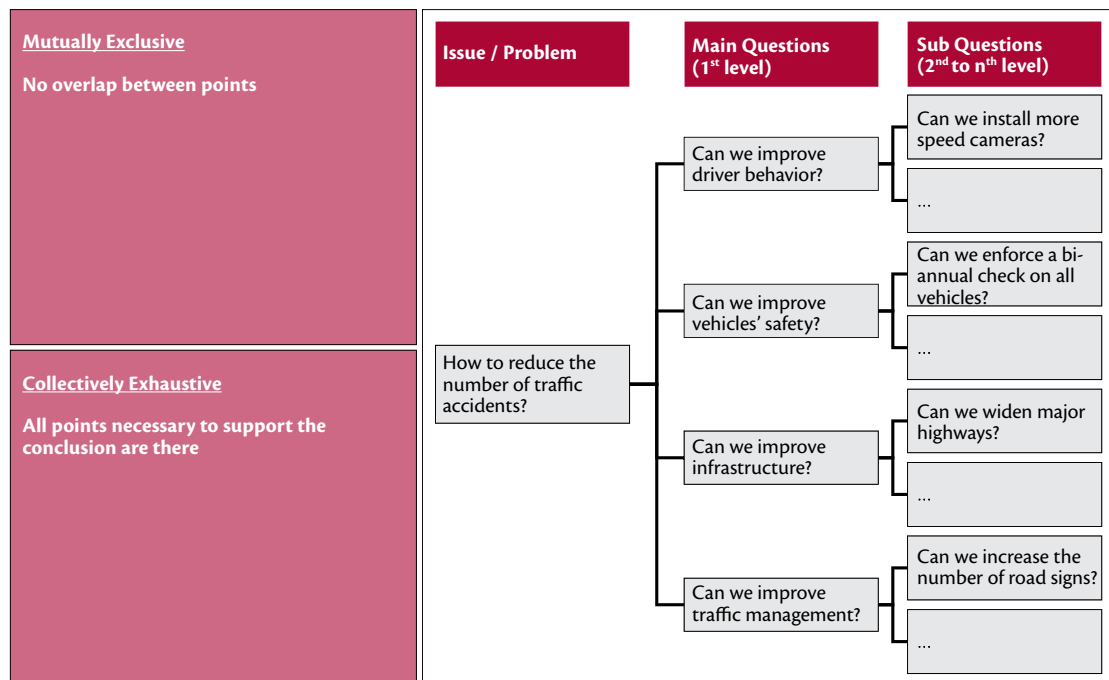 Mutually Exclusive
No overlap between points
Collectively Exhaustive
All points necessary to support the
conclusion are there
Issue / Problem
Main Questions
(1st level)
Sub Questions
(2nd to nth level)
How to reduce the
number of traffic
accidents?
Can we improve
driver behavior?
Can we install more
speed cameras?
...
Can we improve
vehicles’ safety?
Can we enforce a bi-
annual check on all
vehicles?
...
Can we improve
infrastructure?
Can we widen major
highways?
...
Can we improve
traffic management?
Can we increase the
number of road signs?
...